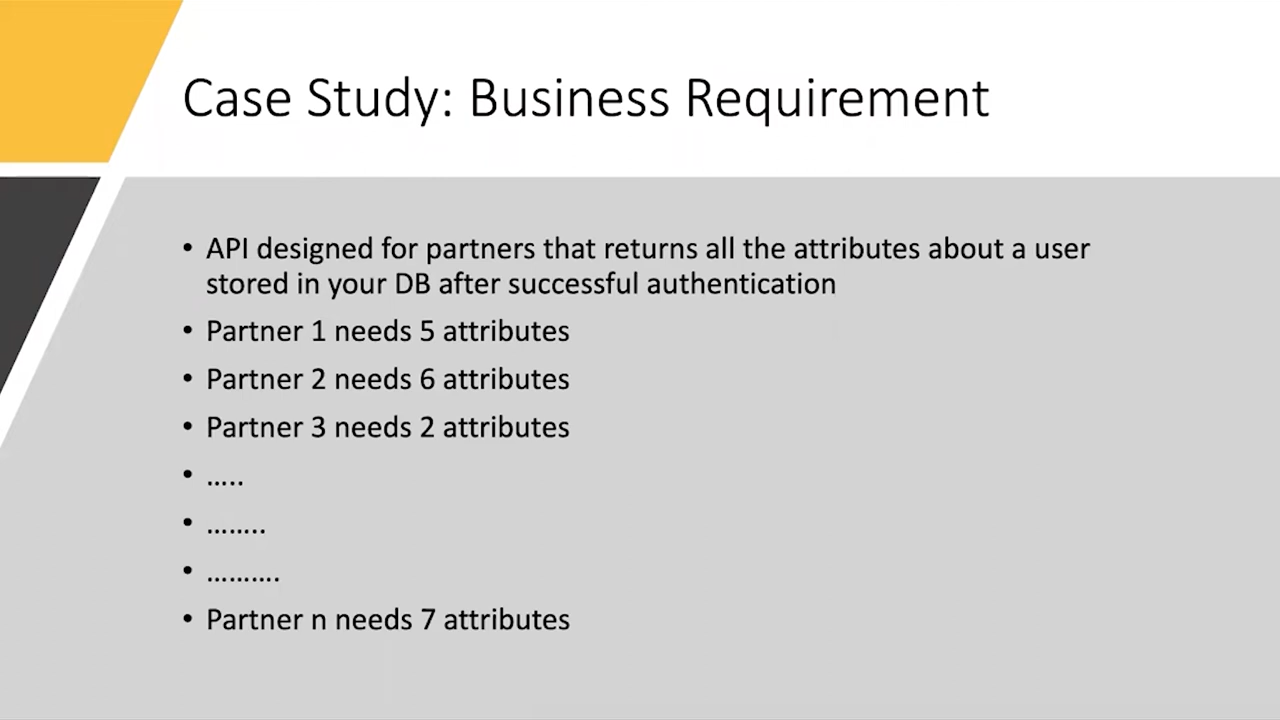 Case Study: Business Requirement
• API designed for partners that returns all the attributes about a user
stored in your DB after successful authentication
• Partner 1 needs 5 attributes
• Partner 2 needs 6 attributes
• Partner 3 needs 2 attributes
• …..
• ……..
• ……….
• Partner n needs 7 attributes